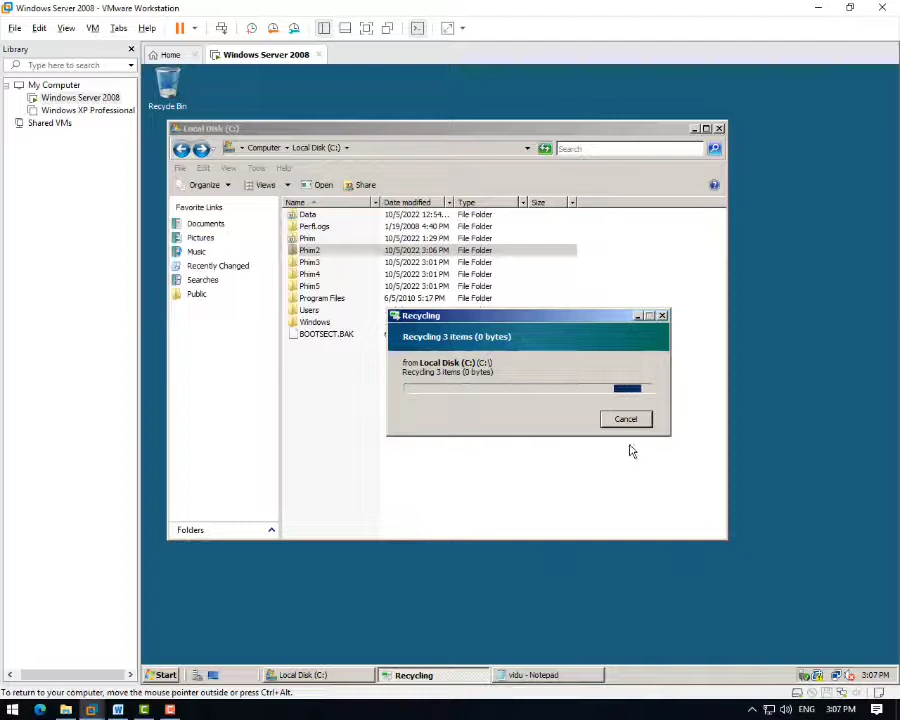 Windows Server 2008 - VMware Workstation
File Edit View VM Tabs Help
Library
Home
Windows Server 2008
Type here to search
My Computer
Windows Server 2008
Windows XP Professional
Shared VMs
Recycle Bin
Local Disk (C:)
Computer Local Disk (C:)
Search
File Edit View Tools Help
Organize Views Open Share
Favorite Links
Documents
Pictures
Music
Recently Changed
Searches
Public
Folders
Name Date modified Type Size
Data 10/5/2022 12:54... File Folder
PerfLogs 1/19/2008 4:40 PM File Folder
Phim 10/5/2022 1:29 PM File Folder
Phim2 10/5/2022 3:06 PM File Folder
Phim3 10/5/2022 3:01 PM File Folder
Phim4 10/5/2022 3:01 PM File Folder
Phim5 10/5/2022 3:01 PM File Folder
Program Files 6/5/2010 5:17 PM File Folder
Users
Windows
BOOTSECT.BAK
Recycling
Recycling 3 items (0 bytes)
from Local Disk (C:) (C:\)
Recycling 3 items (0 bytes)
Cancel
Start Local Disk (C:) Recycling vidu - Notepad 3:07 PM
To return to your computer, move the mouse pointer outside or press Ctrl+Alt.
ENG 3:07 PM